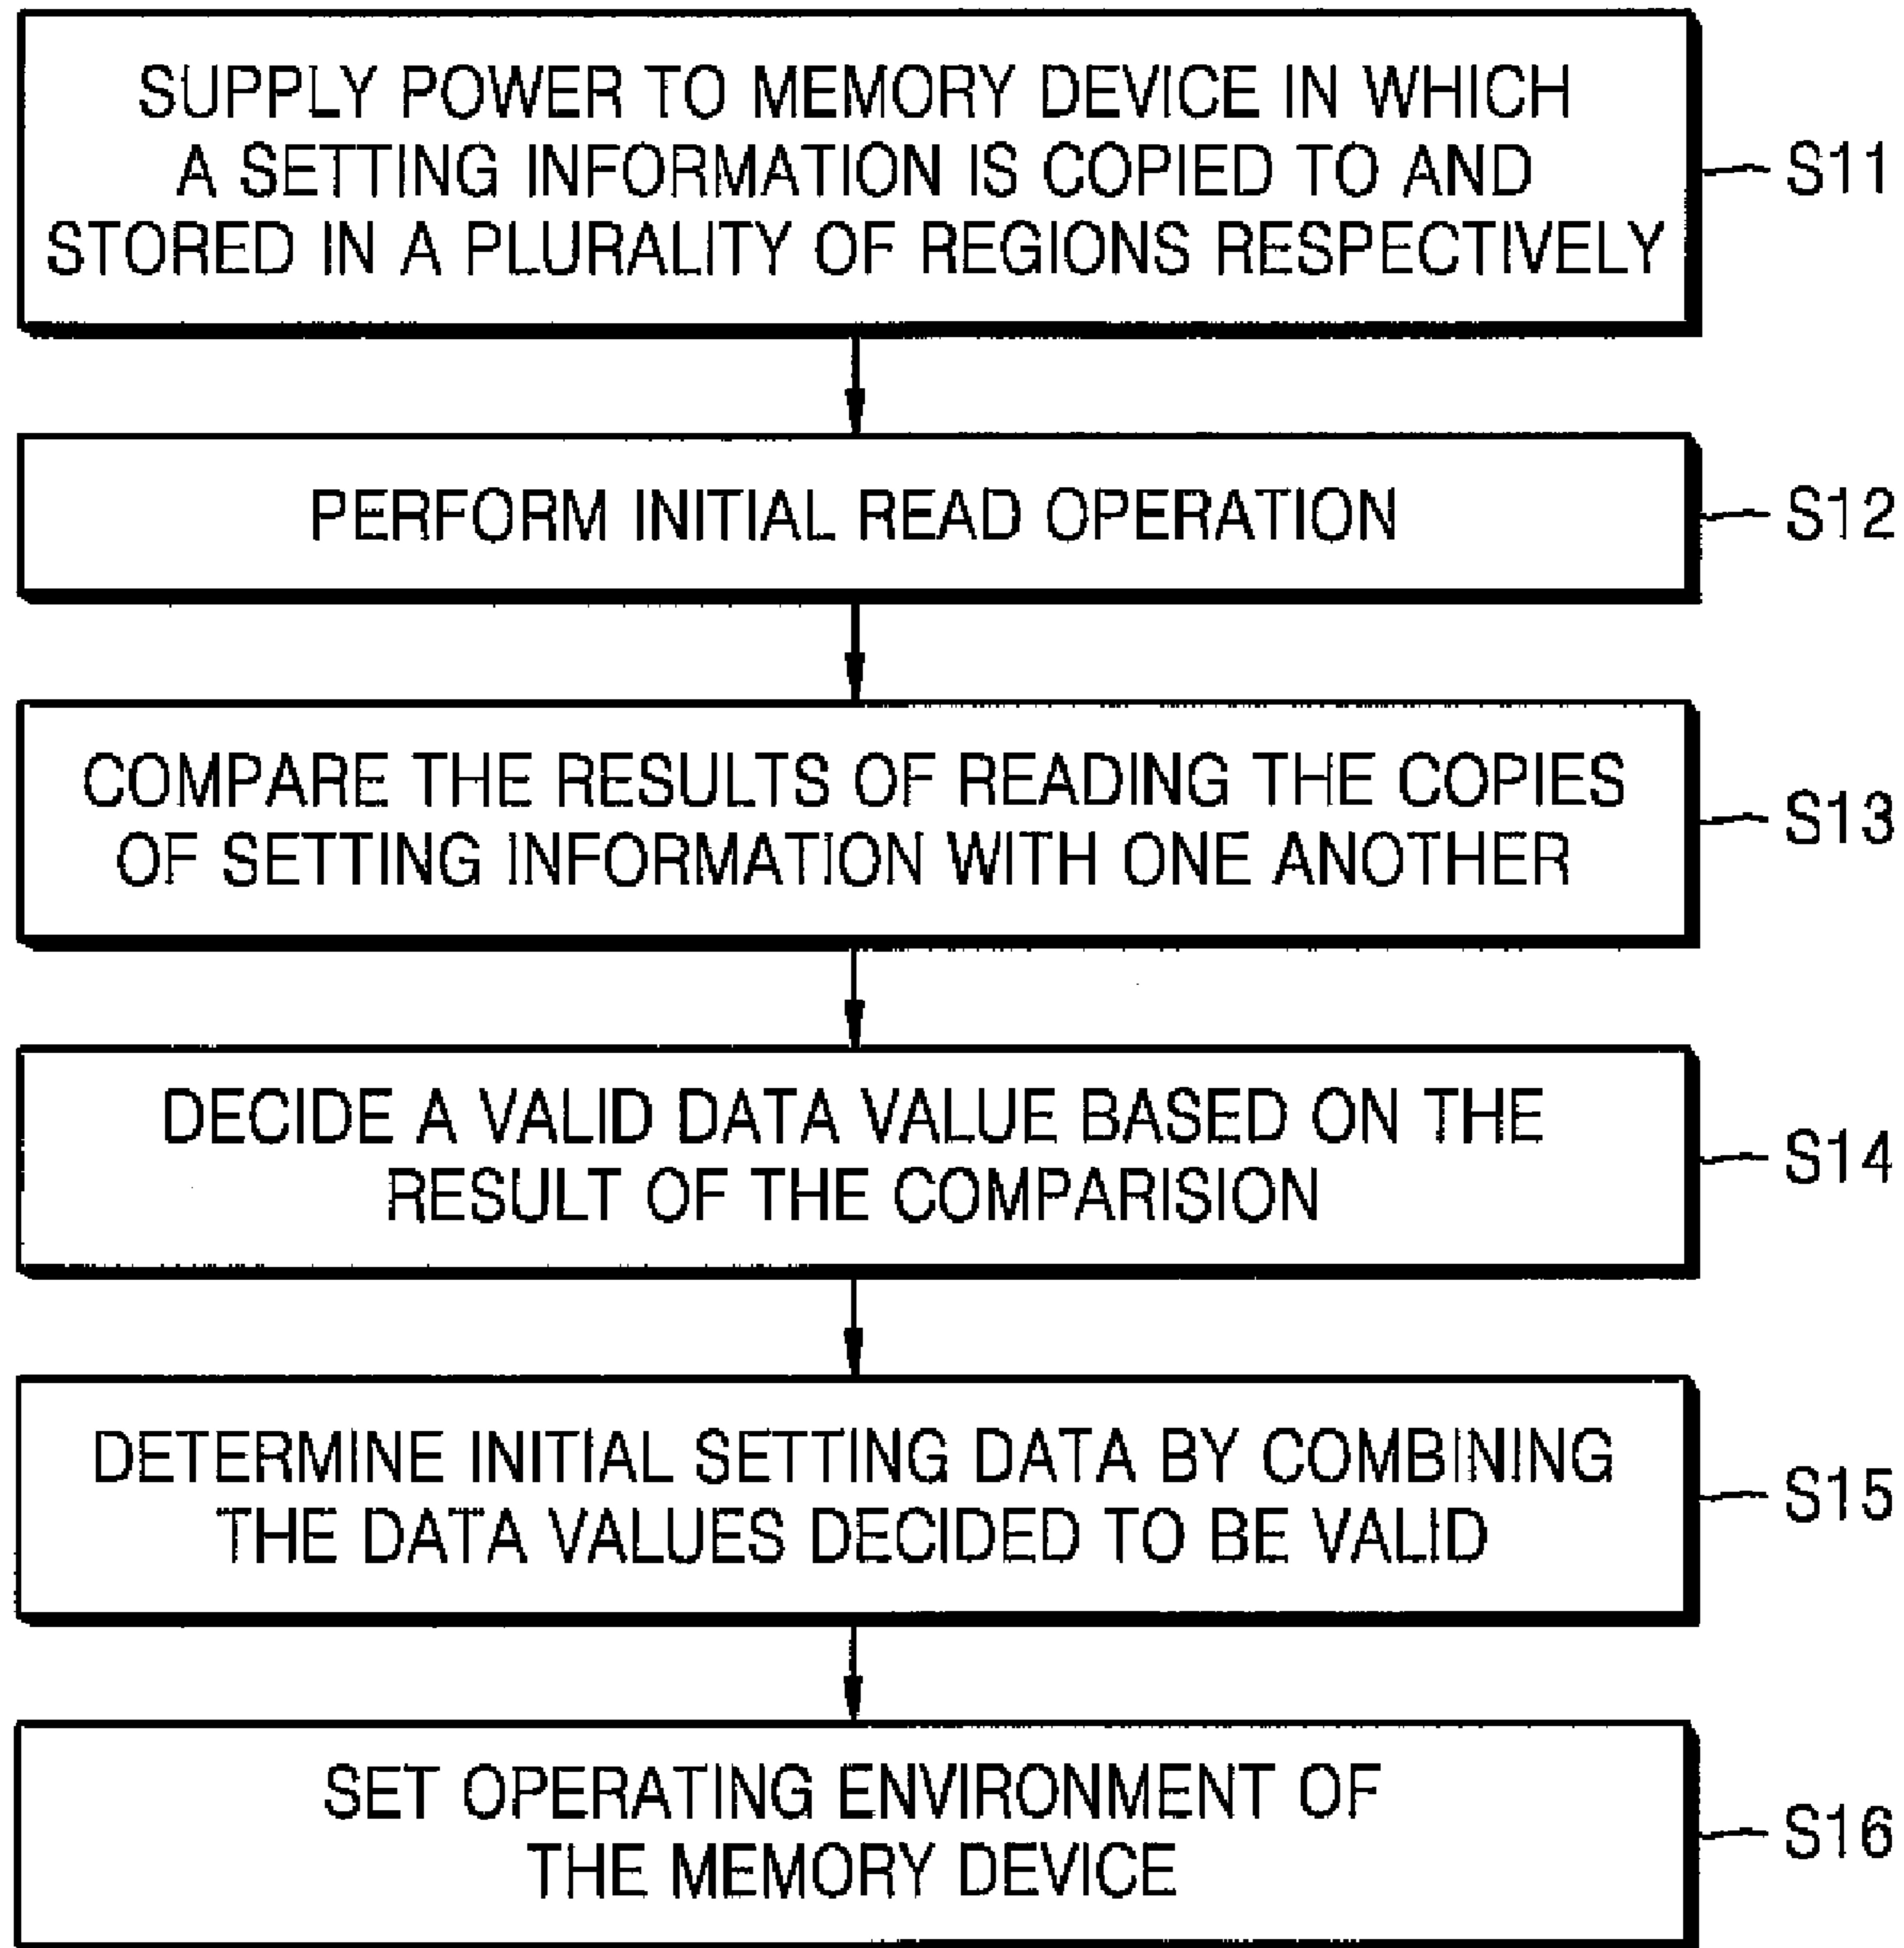 SUPPLY POWER TO MEMORY DEVICE IN WHICH
A SETTING INFORMATION IS COPIED TO AND
STORED IN A PLURALITY OF REGIONS RESPECTIVELY
S11
PERFORM INITIAL READ OPERATION
S12
COMPARE THE RESULTS OF READING THE COPIES
OF SETTING INFORMATION WITH ONE ANOTHER
S13
DECIDE A VALID DATA VALUE BASED ON THE
RESULT OF THE COMPARISION
S14
DETERMINE INITIAL SETTING DATA BY COMBINING
THE DATA VALUES DECIDED TO BE VALID
S15
SET OPERATING ENVIRONMENT OF
THE MEMORY DEVICE
S16